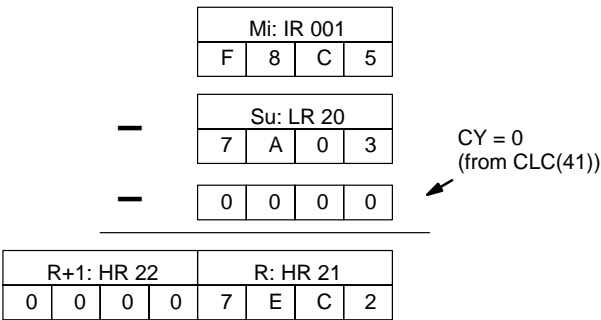 Mi: IR 001
F 8 C 5
– Su: LR 20
7 A 0 3
CY = 0
(from CLC(41))
– 0 0 0 0
R+1: HR 22 R: HR 21
0 0 0 0 7 E C 2